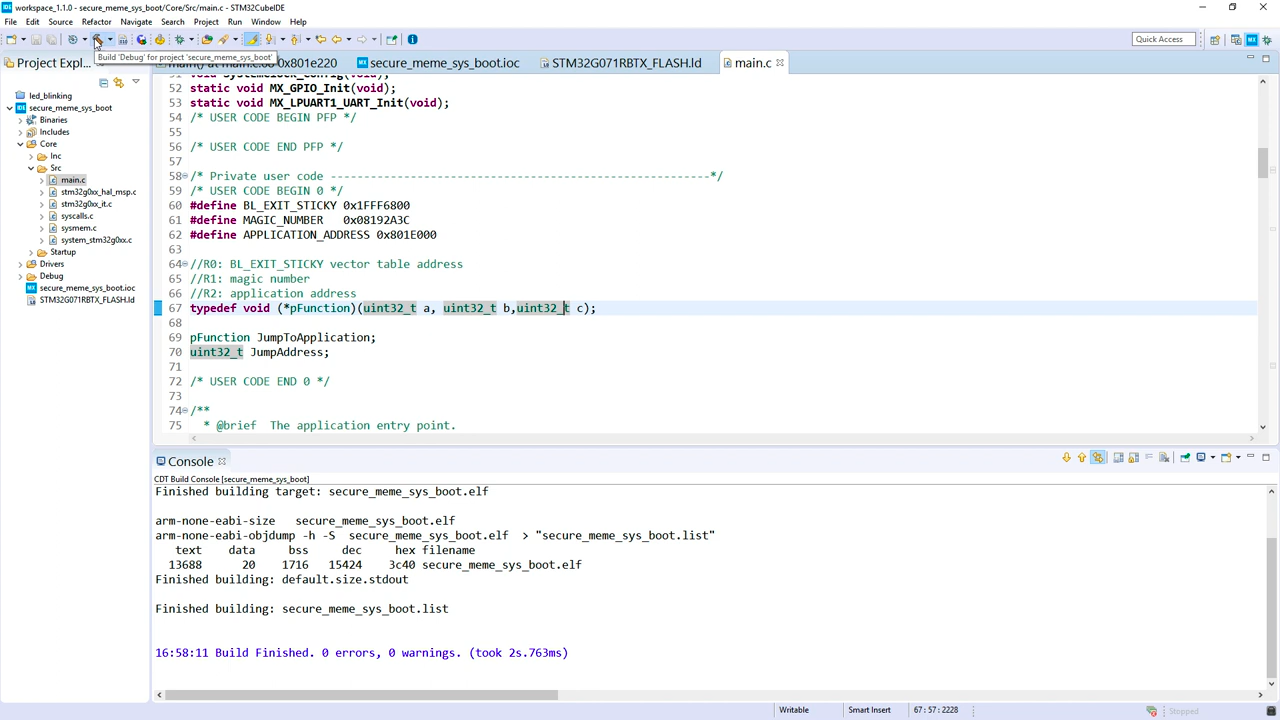 workspace_1.1.0 - secure_meme_sys_boot/Core/Src/main.c - STM32CubeIDE
File Edit Source Refactor Navigate Search Project Run Window Help
Quick Access
Build 'Debug' for project 'secure_meme_sys_boot'
Project Expl...
main() at main.c:68 0x801e220
secure_meme_sys_boot.ioc
STM32G071RBTX_FLASH.ld
main.c
led_blinking
secure_meme_sys_boot
Binaries
Includes
Core
Inc
Src
main.c
stm32g0xx_hal_msp.c
stm32g0xx_it.c
syscalls.c
sysmem.c
system_stm32g0xx.c
Startup
Drivers
Debug
secure_meme_sys_boot.ioc
STM32G071RBTX_FLASH.ld
51 void SystemClock_Config(void);
52 static void MX_GPIO_Init(void);
53 static void MX_LPUART1_UART_Init(void);
54 /* USER CODE BEGIN PFP */
55
56 /* USER CODE END PFP */
57
58 /* Private user code ---------------------------------------------------------*/
59 /* USER CODE BEGIN 0 */
60 #define BL_EXIT_STICKY 0x1FFF6800
61 #define MAGIC_NUMBER   0x08192A3C
62 #define APPLICATION_ADDRESS 0x801E000
63
64 //R0: BL_EXIT_STICKY vector table address
65 //R1: magic number
66 //R2: application address
67 typedef void (*pFunction)(uint32_t a, uint32_t b,uint32_t c);
68
69 pFunction JumpToApplication;
70 uint32_t JumpAddress;
71
72 /* USER CODE END 0 */
73
74 /**
75   * @brief  The application entry point.
Console
CDT Build Console [secure_meme_sys_boot]
Finished building target: secure_meme_sys_boot.elf
arm-none-eabi-size   secure_meme_sys_boot.elf
arm-none-eabi-objdump -h -S  secure_meme_sys_boot.elf  > "secure_meme_sys_boot.list"
text    data     bss     dec     hex filename
13688      20    1716   15424    3c40 secure_meme_sys_boot.elf
Finished building: default.size.stdout
Finished building: secure_meme_sys_boot.list
16:58:11 Build Finished. 0 errors, 0 warnings. (took 2s.763ms)
Writable
Smart Insert
67 : 57 : 2228
Stopped